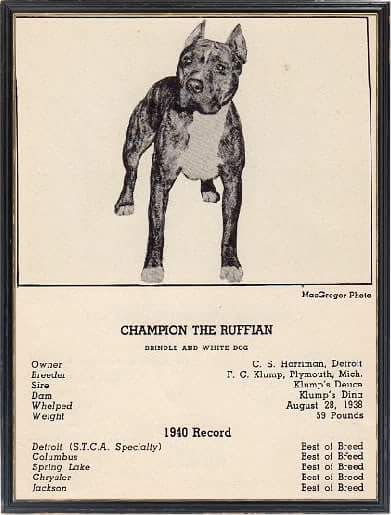 MacGregor Photo
CHAMPION THE RUFFIAN
BRINDLE AND WHITE DOG
Owner C. S. Harriman, Detroit
Breeder F. C. Klump, Plymouth, Mich.
Sire Klump's Deuce
Dam Klump's Dina
Whelped August 28, 1938
Weight 59 Pounds
1940 Record
Detroit (S.T.C.A. Specialty) Best of Breed
Columbus Best of Breed
Spring Lake Best of Breed
Chrysler Best of Breed
Jackson Best of Breed